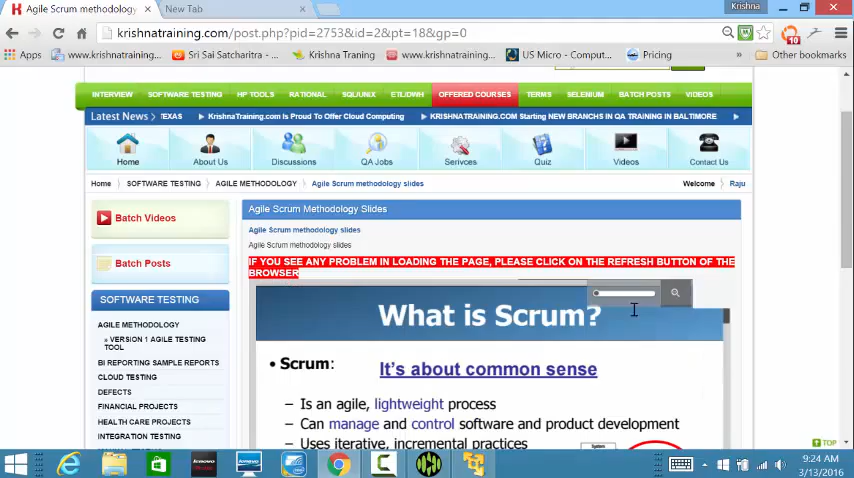 Agile Scrum methodology
New Tab
Krishna
krishnatraining.com/post.php?pid=2753&id=2&pt=18&gp=0
Apps
www.krishnatraining...
Sri Sai Satcharitra - ...
Krishna Traning
www.krishnatraining...
US Micro - Comput...
Pricing
»
Other bookmarks
10
INTERVIEW
SOFTWARE TESTING
HP TOOLS
RATIONAL
SQL/UNIX
ETL/DWH
OFFERED COURSES
TERMS
SELENIUM
BATCH POSTS
VIDEOS
Latest News
TEXAS
KrishnaTraining.com Is Proud To Offer Cloud Computing
KRISHNATRAINING.COM Starting NEW BRANCHS IN QA TRAINING IN BALTIMORE
Home
About Us
Discussions
QA Jobs
Serivces
Quiz
Videos
Contact Us
Home
SOFTWARE TESTING
AGILE METHODOLOGY
Agile Scrum methodology slides
Welcome
Raju
Batch Videos
Batch Posts
SOFTWARE TESTING
AGILE METHODOLOGY
» VERSION 1 AGILE TESTING
TOOL
BI REPORTING SAMPLE REPORTS
CLOUD TESTING
DEFECTS
FINANCIAL PROJECTS
HEALTH CARE PROJECTS
INTEGRATION TESTING
Agile Scrum Methodology Slides
Agile Scrum methodology slides
Agile Scrum methodology slides
IF YOU SEE ANY PROBLEM IN LOADING THE PAGE, PLEASE CLICK ON THE REFRESH BUTTON OF THE
BROWSER
What is Scrum?
• Scrum: It's about common sense
– Is an agile, lightweight process
– Can manage and control software and product development
– Uses iterative, incremental practices
TOP
lenovo
lenovo
9:24 AM
3/13/2016